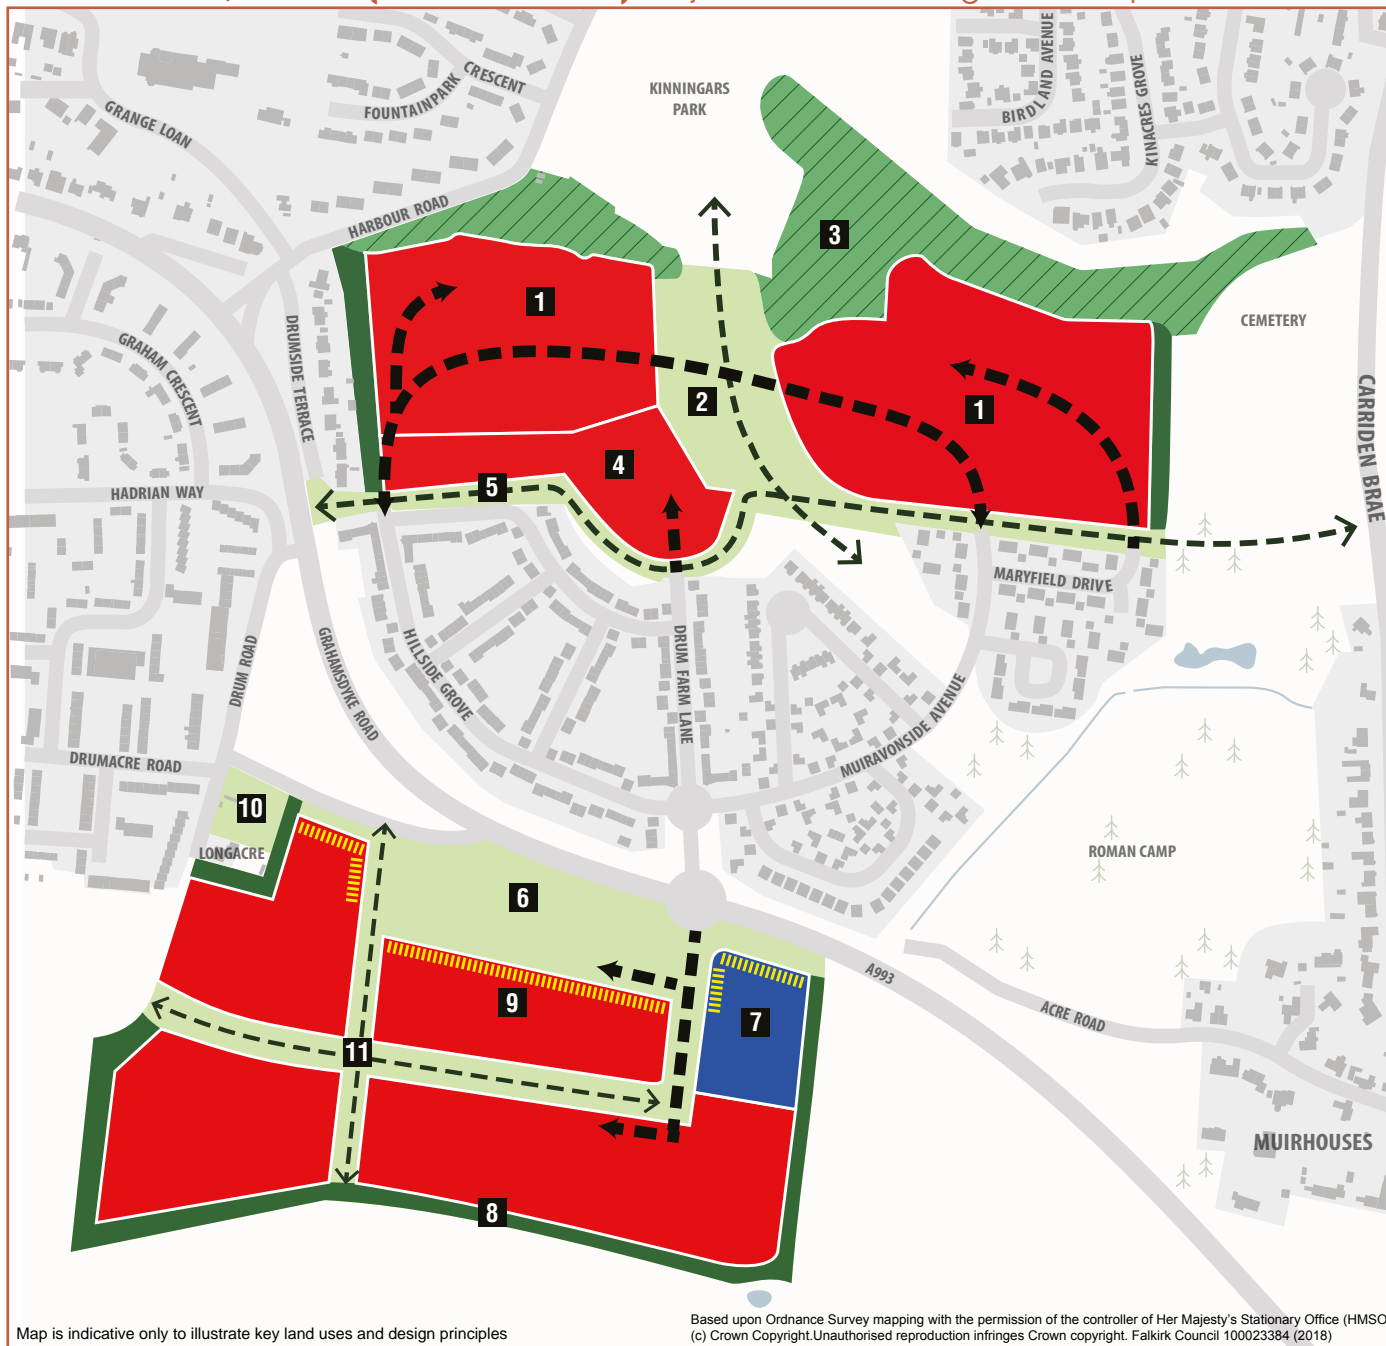 KINNINGARS
PARK
CRESCENT
FOUNTAINPARK
GRANGE LOAN
BIRDLAND AVENUE
KINACRES GROVE
HARBOUR ROAD
3
1
CEMETERY
DRUMSIDE TERRACE
GRAHAM CRESCENT
2
1
CARRIDEN BRAE
4
5
HADRIAN WAY
MARYFIELD DRIVE
DRUM ROAD
GRAHAMSDYKE ROAD
HILLSIDE GROVE
DRUM FARM LANE
MUIRAVONSIDE AVENUE
DRUMACRE ROAD
10
LONGACRE
ROMAN CAMP
6
A993
9
7
ACRE ROAD
11
MUIRHOUSES
8
Map is indicative only to illustrate key land uses and design principles
Based upon Ordnance Survey mapping with the permission of the controller of Her Majesty's Stationary Office (HMSO
(c) Crown Copyright.Unauthorised reproduction infringes Crown copyright. Falkirk Council 100023384 (2018)